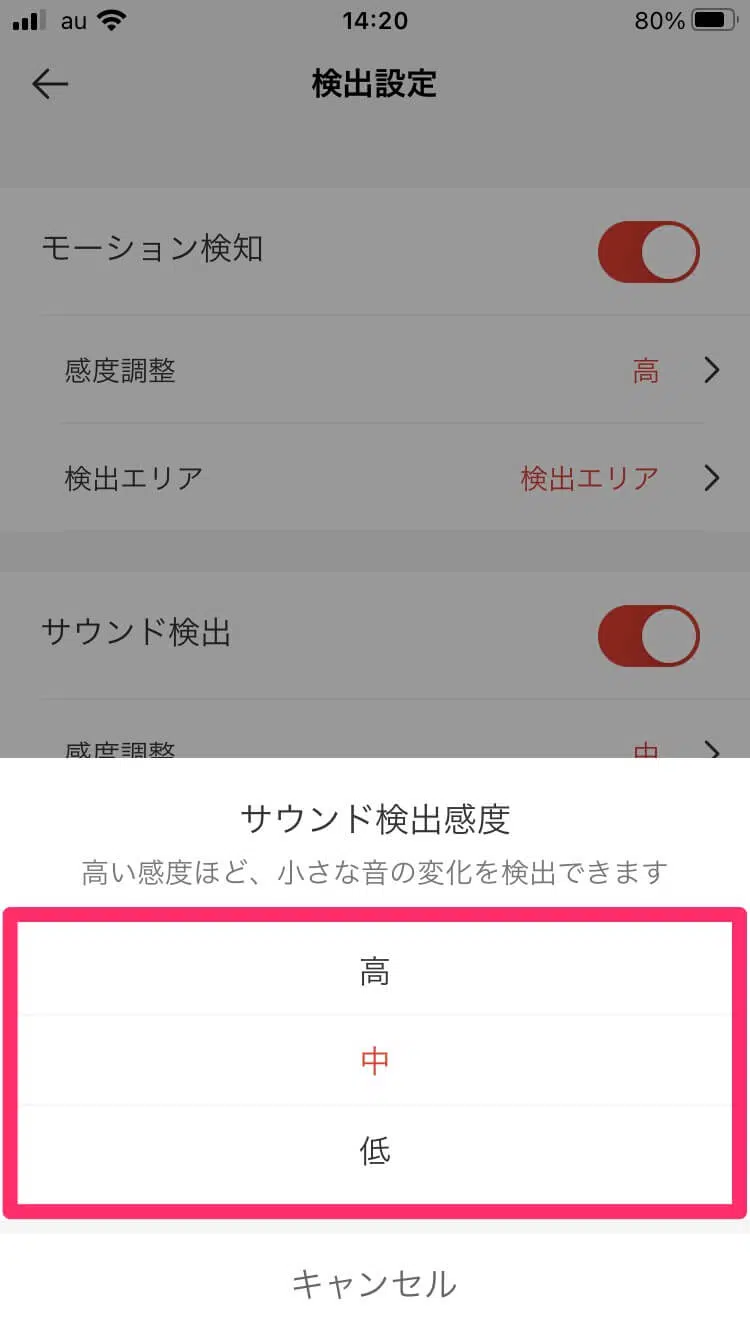 au 14:20 80%
検出設定
モーション検知
感度調整 高
検出エリア 検出エリア
サウンド検出
感度調整 中
サウンド検出感度
高い感度ほど、小さな音の変化を検出できます
高
中
低
キャンセル